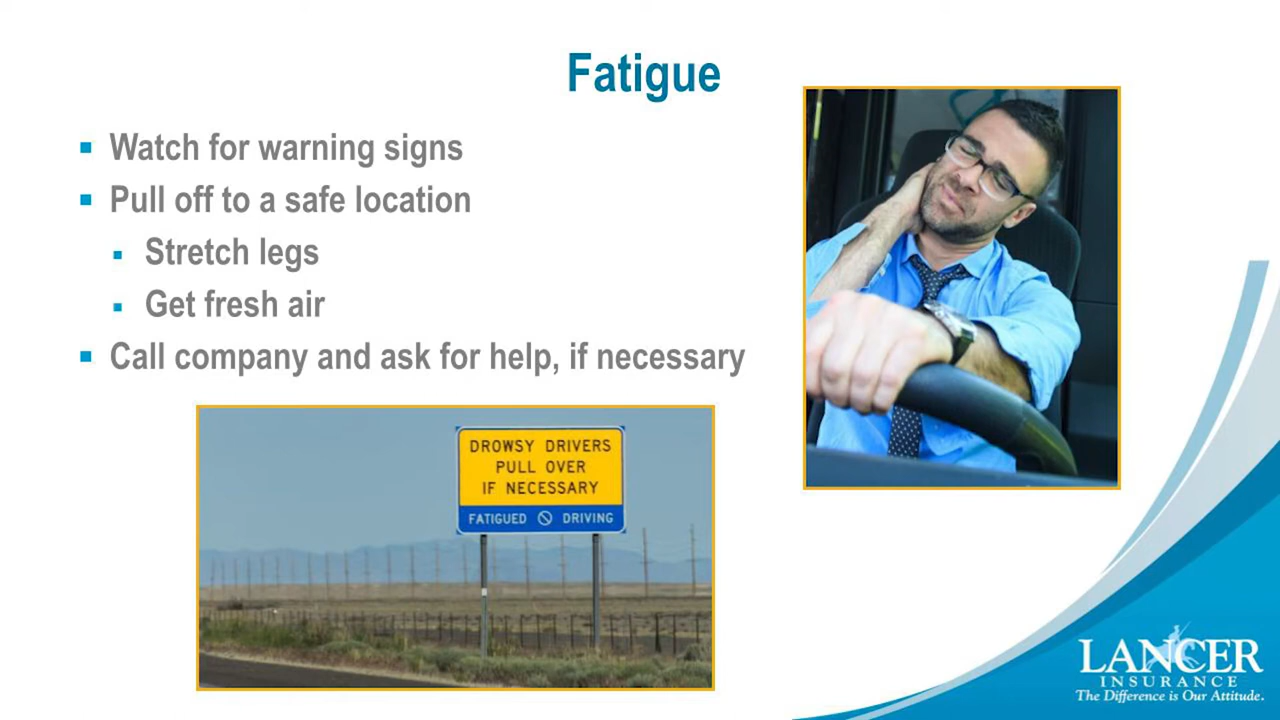 Fatigue
Watch for warning signs
Pull off to a safe location
Stretch legs
Get fresh air
Call company and ask for help, if necessary
DROWSY DRIVERS
PULL OVER
IF NECESSARY
FATIGUED DRIVING
LANCER
INSURANCE
The Difference is Our Attitude.